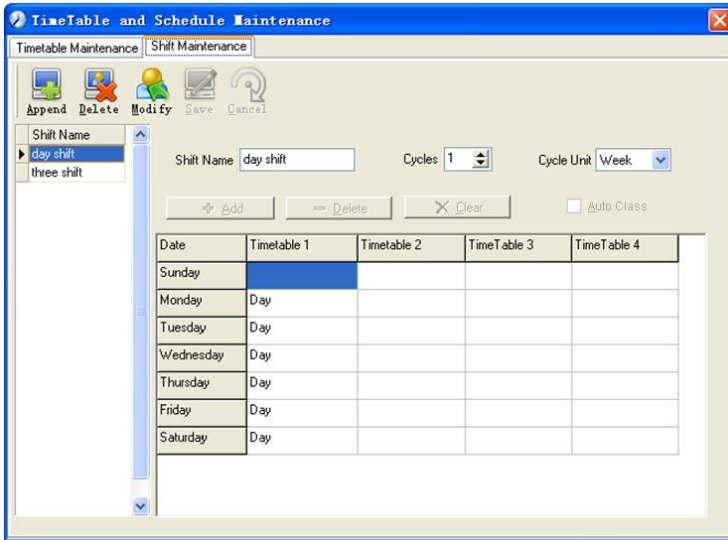 TimeTable and Schedule Maintenance
Timetable Maintenance Shift Maintenance
Append Delete Modify Save Cancel
Shift Name
day shift
three shift
Shift Name day shift Cycles 1 Cycle Unit Week
Add Delete Clear Auto Class
Date Timetable 1 Timetable 2 TimeTable 3 TimeTable 4
Sunday
Monday Day
Tuesday Day
Wednesday Day
Thursday Day
Friday Day
Saturday Day